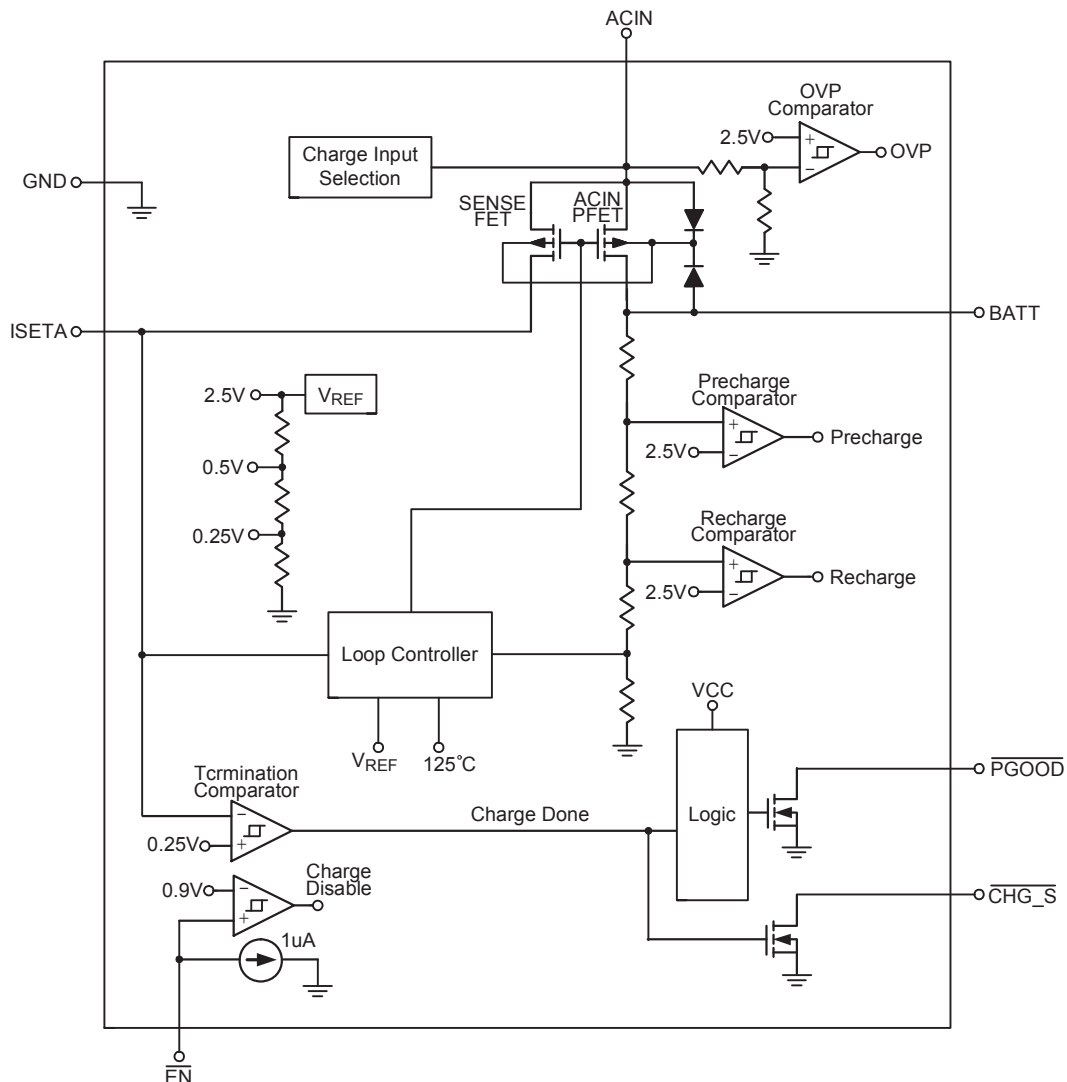 ACIN
OVP
Comparator
2.5V
+
−
OVP
Charge Input
Selection
GND
SENSE
FET
ACIN
PFET
ISETA
BATT
2.5V
VREF
0.5V
0.25V
Precharge
Comparator
+
2.5V
−
Precharge
Recharge
Comparator
+
2.5V
−
Recharge
Loop Controller
VREF
125°C
VCC
Tcrmination
Comparator
−
0.25V
+
Charge Done
Logic
PGOOD
0.9V
−
+
Charge
Disable
CHG_S
1uA
EN